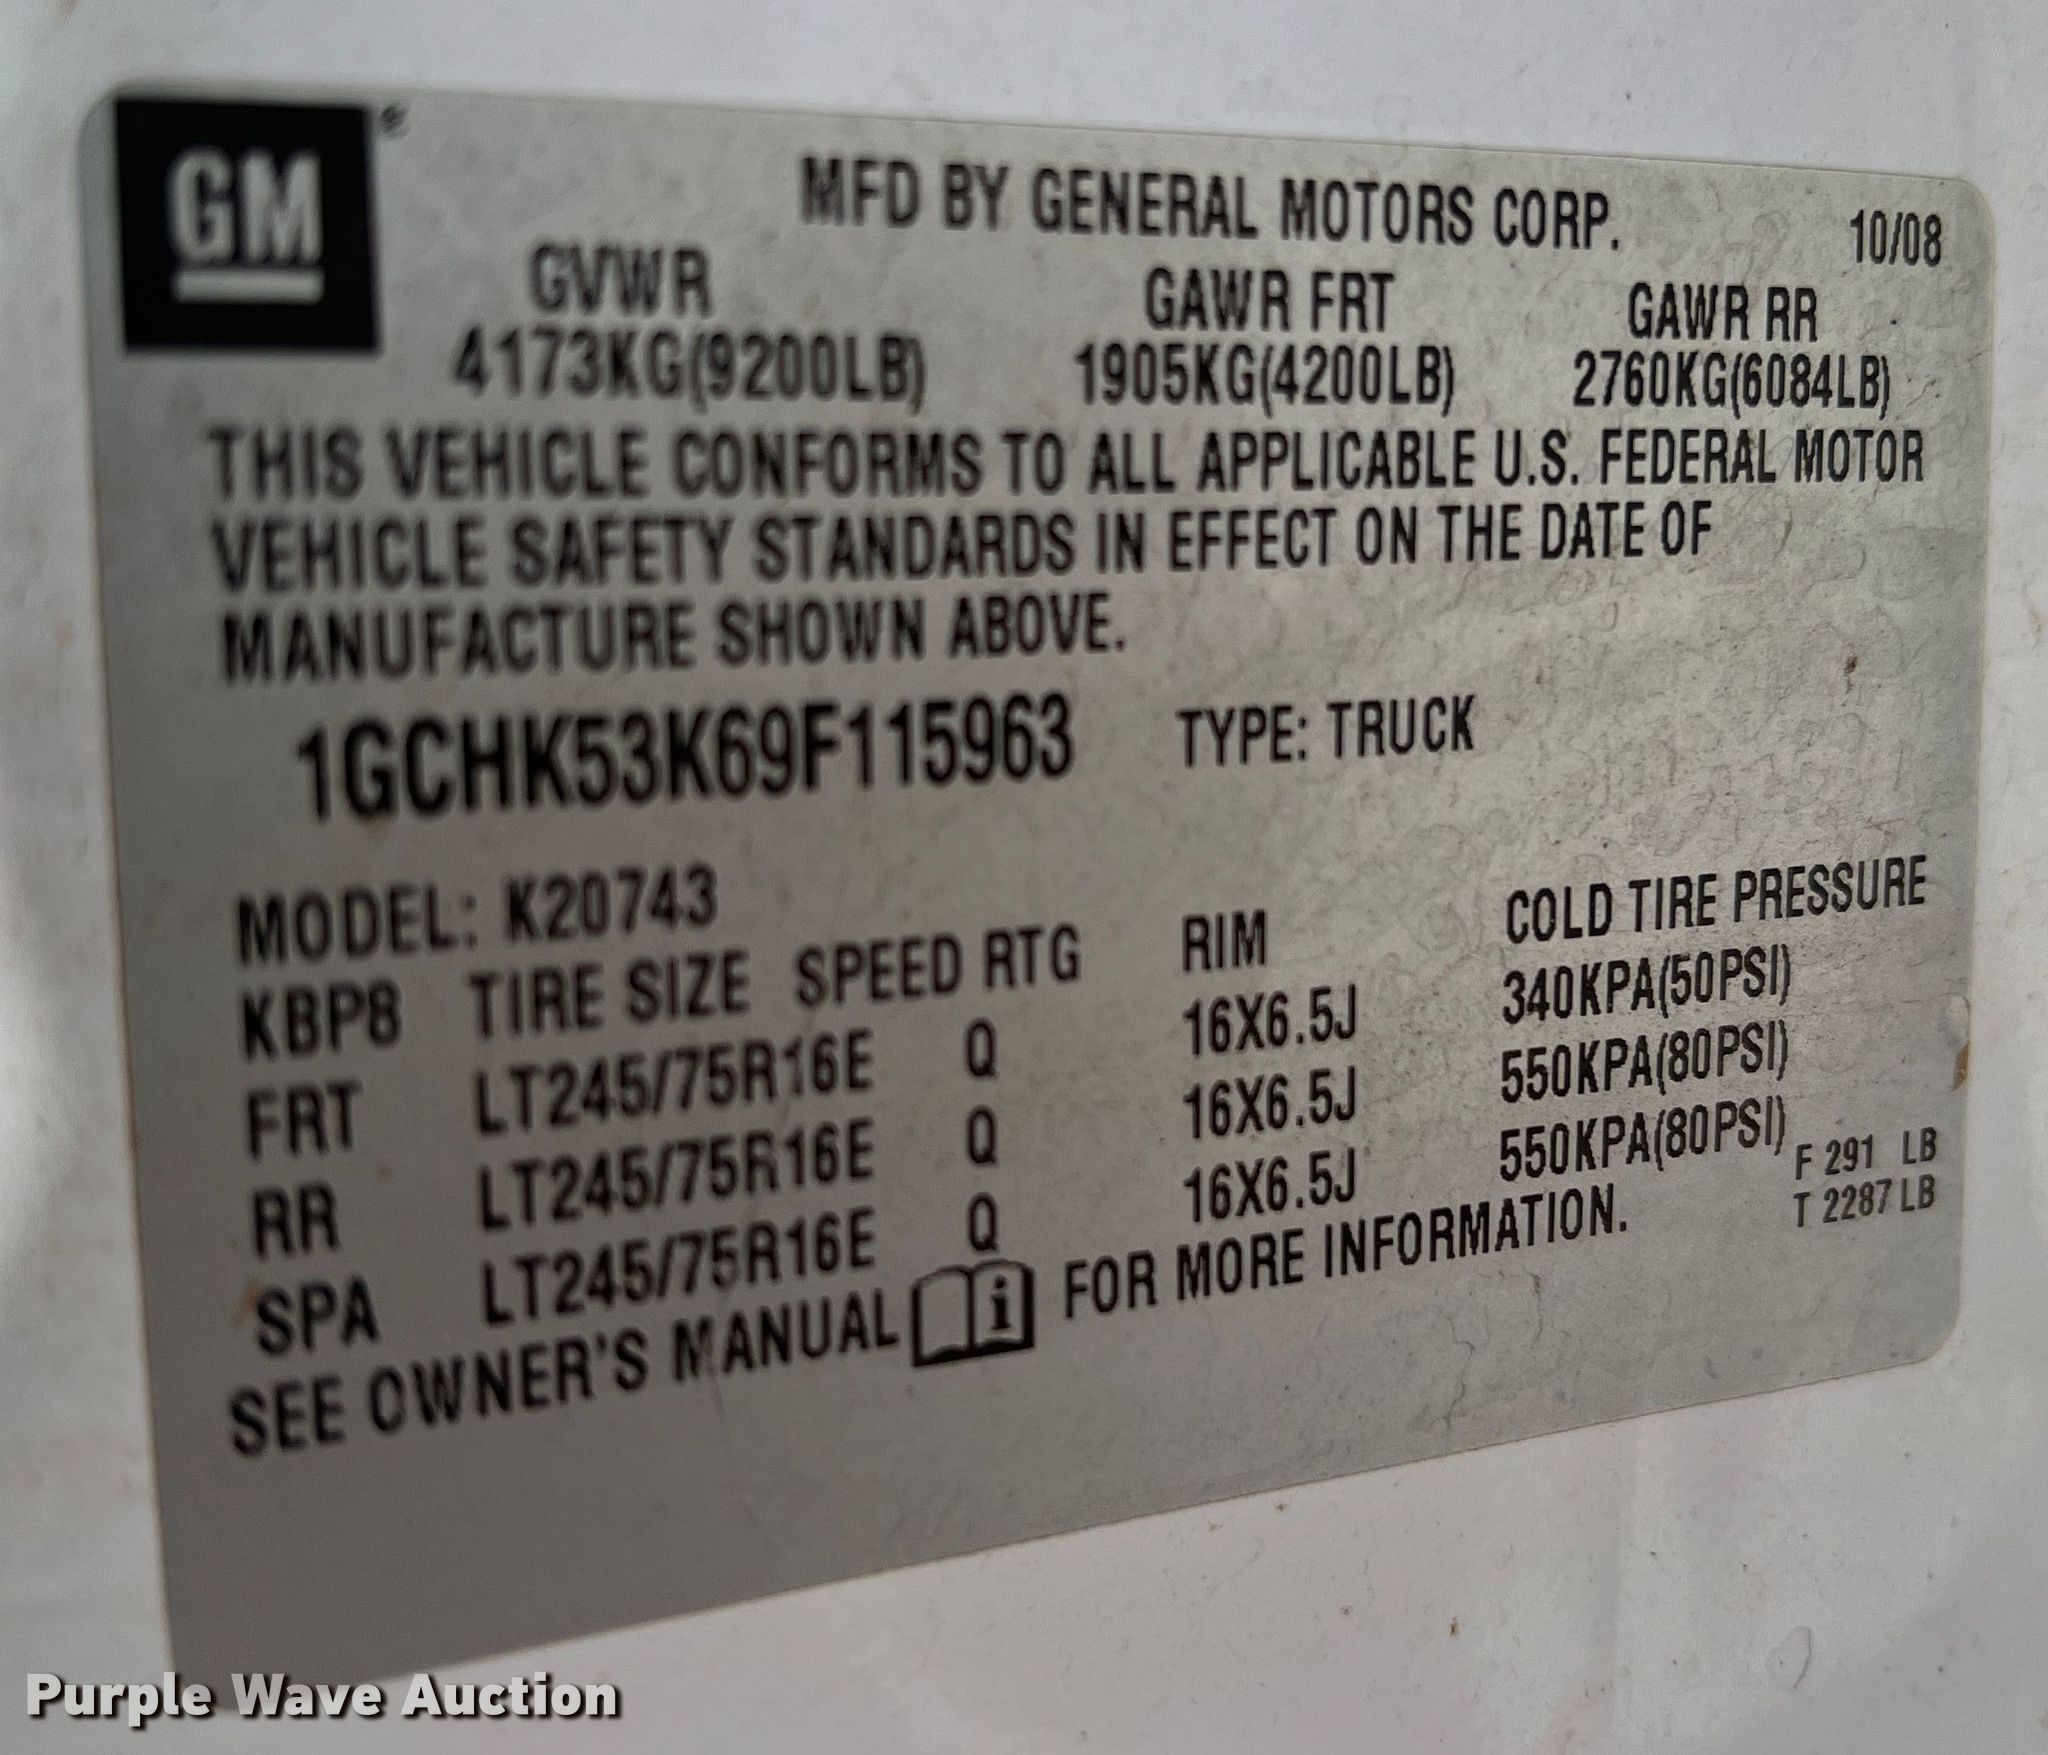 GM®
MFD BY GENERAL MOTORS CORP. 10/08
GVWR GAWR FRT GAWR RR
4173KG(9200LB) 1905KG(4200LB) 2760KG(6084LB)
THIS VEHICLE CONFORMS TO ALL APPLICABLE U.S. FEDERAL MOTOR
VEHICLE SAFETY STANDARDS IN EFFECT ON THE DATE OF
MANUFACTURE SHOWN ABOVE.
1GCHK53K69F115963 TYPE: TRUCK
MODEL: K20743
KBP8 TIRE SIZE SPEED RTG RIM COLD TIRE PRESSURE
FRT LT245/75R16E Q 16X6.5J 340KPA(50PSI)
RR LT245/75R16E Q 16X6.5J 550KPA(80PSI)
SPA LT245/75R16E Q 16X6.5J 550KPA(80PSI)
F 291 LB
T 2287 LB
SEE OWNER'S MANUAL i FOR MORE INFORMATION.
Purple Wave Auction